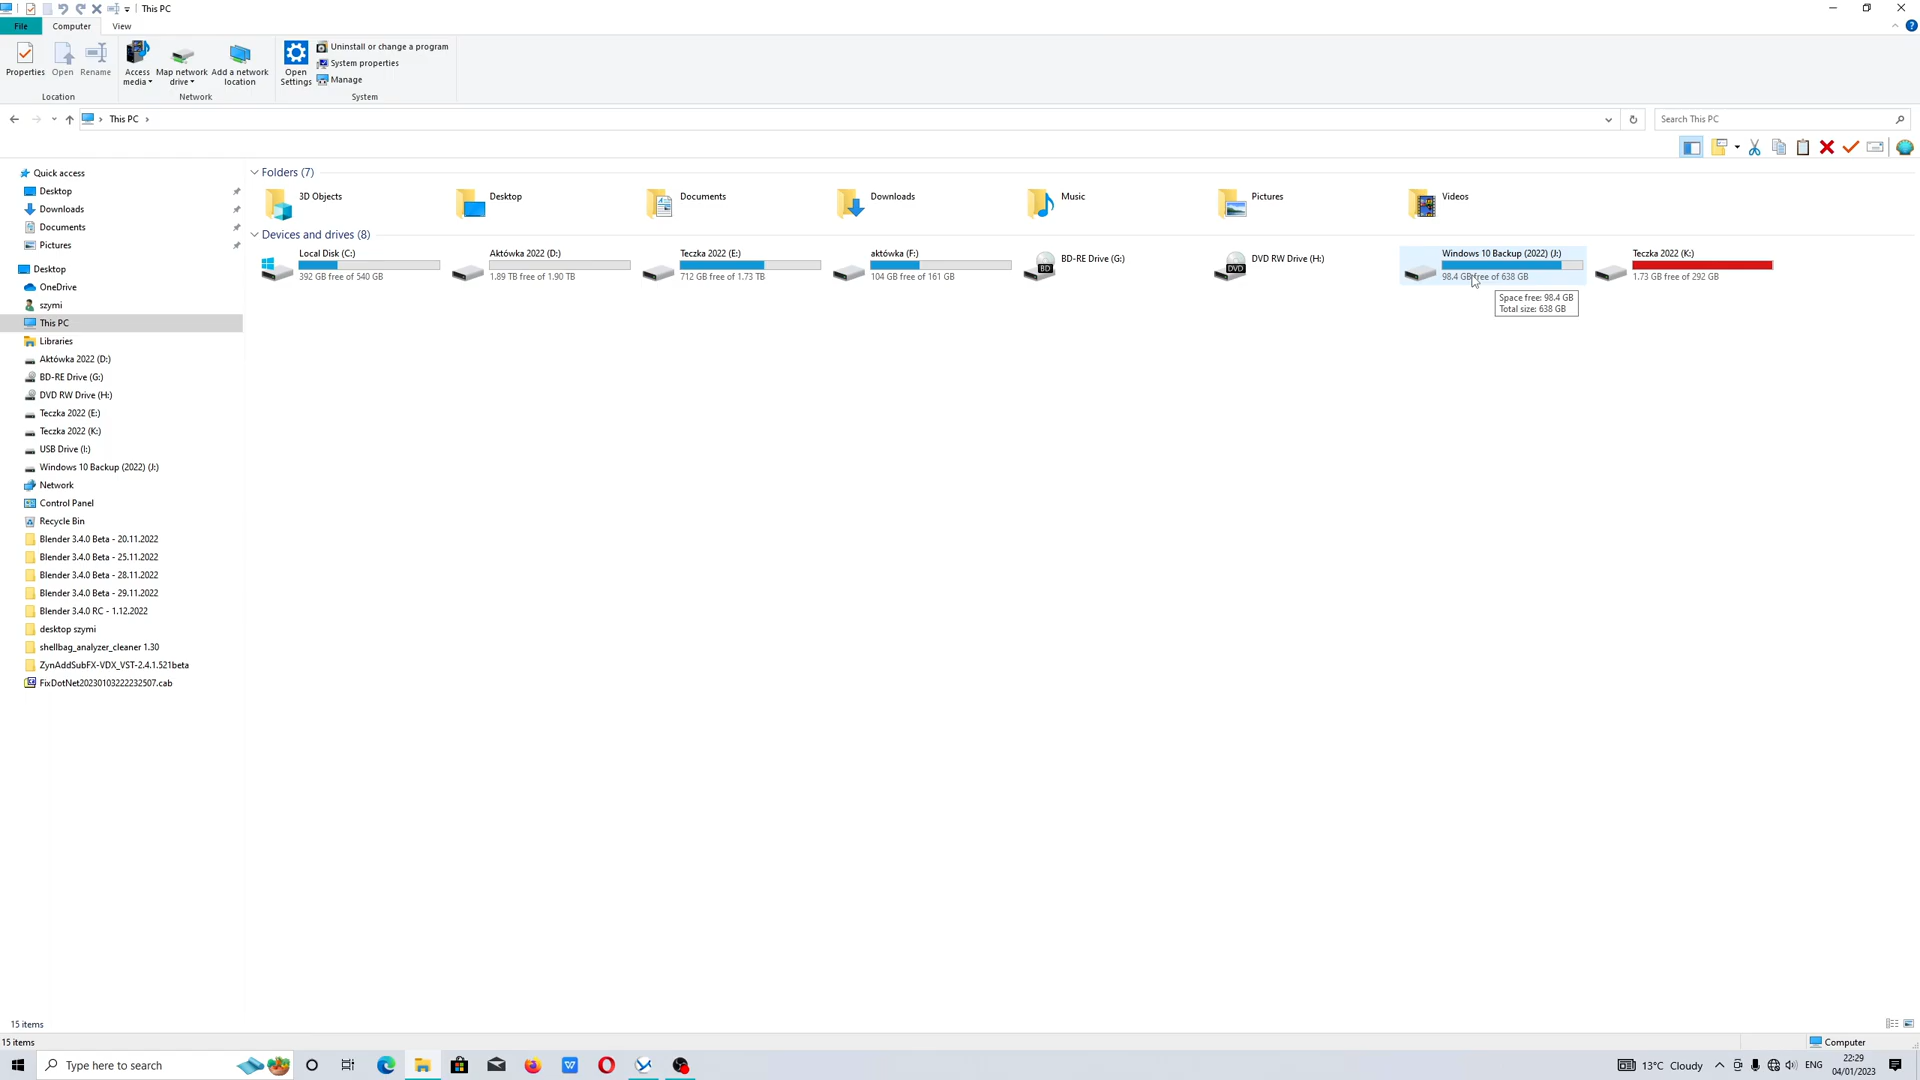 This PC
File
Computer
View
Properties
Open
Rename
Access media
Map network drive
Add a network location
Open Settings
Uninstall or change a program
System properties
Manage
Location
Network
System
This PC
Search This PC
Quick access
Desktop
Downloads
Documents
Pictures
Desktop
OneDrive
szymi
This PC
Libraries
Aktówka 2022 (D:)
BD-RE Drive (G:)
DVD RW Drive (H:)
Teczka 2022 (E:)
Teczka 2022 (K:)
USB Drive (I:)
Windows 10 Backup (2022) (J:)
Network
Control Panel
Recycle Bin
Blender 3.4.0 Beta - 20.11.2022
Blender 3.4.0 Beta - 25.11.2022
Blender 3.4.0 Beta - 28.11.2022
Blender 3.4.0 Beta - 29.11.2022
Blender 3.4.0 RC - 1.12.2022
desktop szymi
shellbag_analyzer_cleaner 1.30
ZynAddSubFX-VDX_VST-2.4.1.521beta
FixDotNet20230103222232507.cab
Folders (7)
3D Objects
Desktop
Documents
Downloads
Music
Pictures
Videos
Devices and drives (8)
Local Disk (C:)
392 GB free of 540 GB
Aktówka 2022 (D:)
1.89 TB free of 1.90 TB
Teczka 2022 (E:)
712 GB free of 1.73 TB
aktówka (F:)
104 GB free of 161 GB
BD
BD-RE Drive (G:)
DVD
DVD RW Drive (H:)
Windows 10 Backup (2022) (J:)
98.4 GB free of 638 GB
Teczka 2022 (K:)
1.73 GB free of 292 GB
Space free: 98.4 GB
Total size: 638 GB
15 items
15 items
Computer
Type here to search
13°C Cloudy
ENG
22:29
04/01/2023